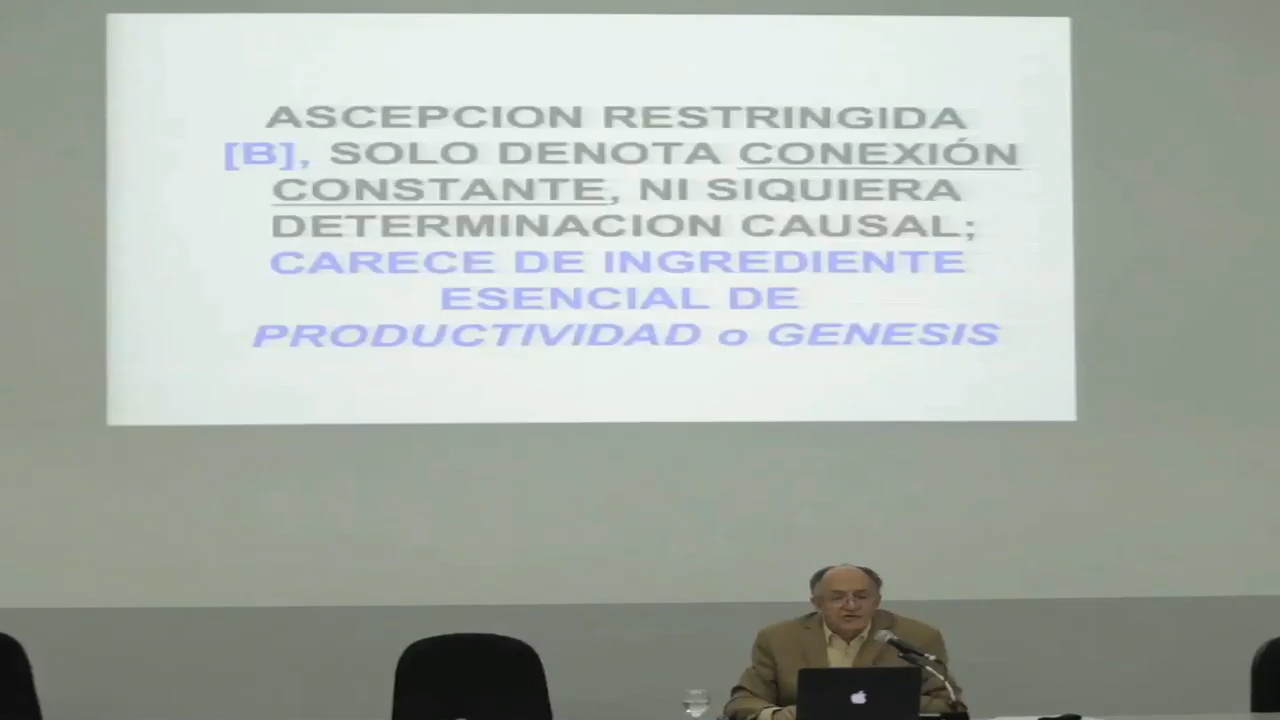 ASCEPCION RESTRINGIDA
[B], SOLO DENOTA CONEXIÓN
CONSTANTE, NI SIQUIERA
DETERMINACION CAUSAL;
CARECE DE INGREDIENTE
ESENCIAL DE
PRODUCTIVIDAD o GENESIS